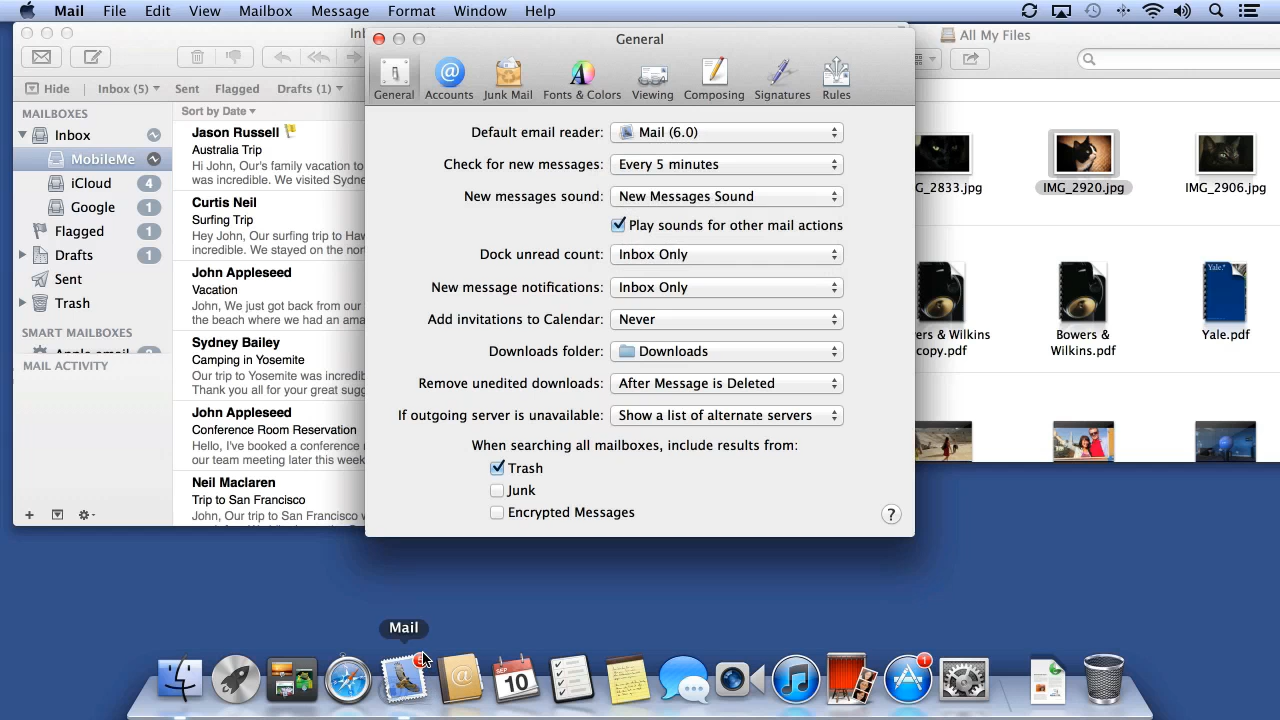 Mail File Edit View Mailbox Message Format Window Help
General
All My Files
General Accounts Junk Mail Fonts & Colors Viewing Composing Signatures Rules
Hide Inbox (5) Sent Flagged Drafts (1)
MAILBOXES
Inbox
MobileMe
iCloud 4
Google 1
Flagged 1
Drafts 1
Sent
Trash
SMART MAILBOXES
MAIL ACTIVITY
Sort by Date
Jason Russell
Australia Trip
Hi John, Our's family vacation to
was incredible. We visited Sydne
Curtis Neil
Surfing Trip
Hey John, Our surfing trip to Haw
incredible. We stayed on the nor
John Appleseed
Vacation
John, We just got back from our
the beach where we had an ama
Sydney Bailey
Camping in Yosemite
Our trip to Yosemite was incredib
Thank you all for your great sugg
John Appleseed
Conference Room Reservation
Hello, I've booked a conference r
our team meeting later this week
Neil Maclaren
Trip to San Francisco
John, Our trip to San Francisco w
Default email reader: Mail (6.0)
Check for new messages: Every 5 minutes
New messages sound: New Messages Sound
Play sounds for other mail actions
Dock unread count: Inbox Only
New message notifications: Inbox Only
Add invitations to Calendar: Never
Downloads folder: Downloads
Remove unedited downloads: After Message is Deleted
If outgoing server is unavailable: Show a list of alternate servers
When searching all mailboxes, include results from:
Trash
Junk
Encrypted Messages
?
G_2833.jpg IMG_2920.jpg IMG_2906.jpg
Yale.
ers & Wilkins
copy.pdf
Bowers &
Wilkins.pdf
Yale.pdf
Mail
SEP
10
1